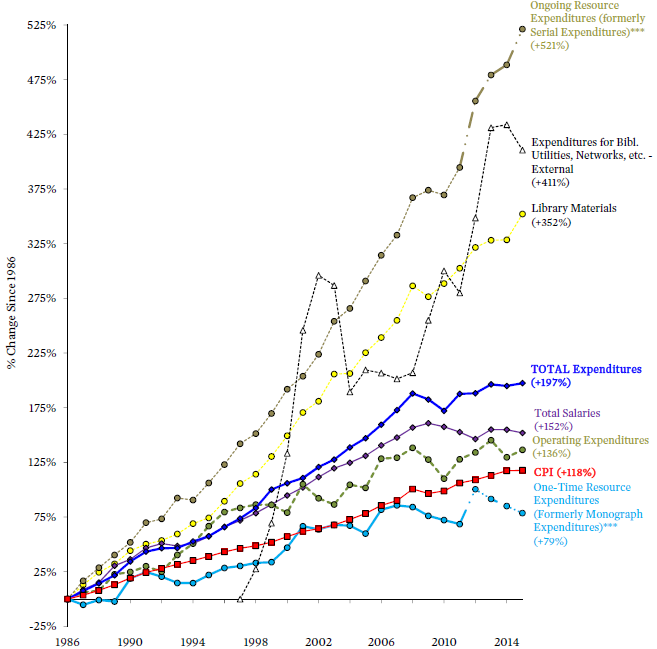 Ongoing Resource
Expenditures (formerly
Serial Expenditures)***
(+521%)
525%
475%
425%
Expenditures for Bibl.
Utilities, Networks, etc. -
External
(+411%)
375%
Library Materials
(+352%)
325%
275%
% Change Since 1986
225%
TOTAL Expenditures
(+197%)
175%
Total Salaries
(+152%)
Operating Expenditures
(+136%)
125%
CPI (+118%)
One-Time Resource
Expenditures
(Formerly Monograph
Expenditures)***
(+79%)
75%
25%
-25%
1986 1990 1994 1998 2002 2006 2010 2014